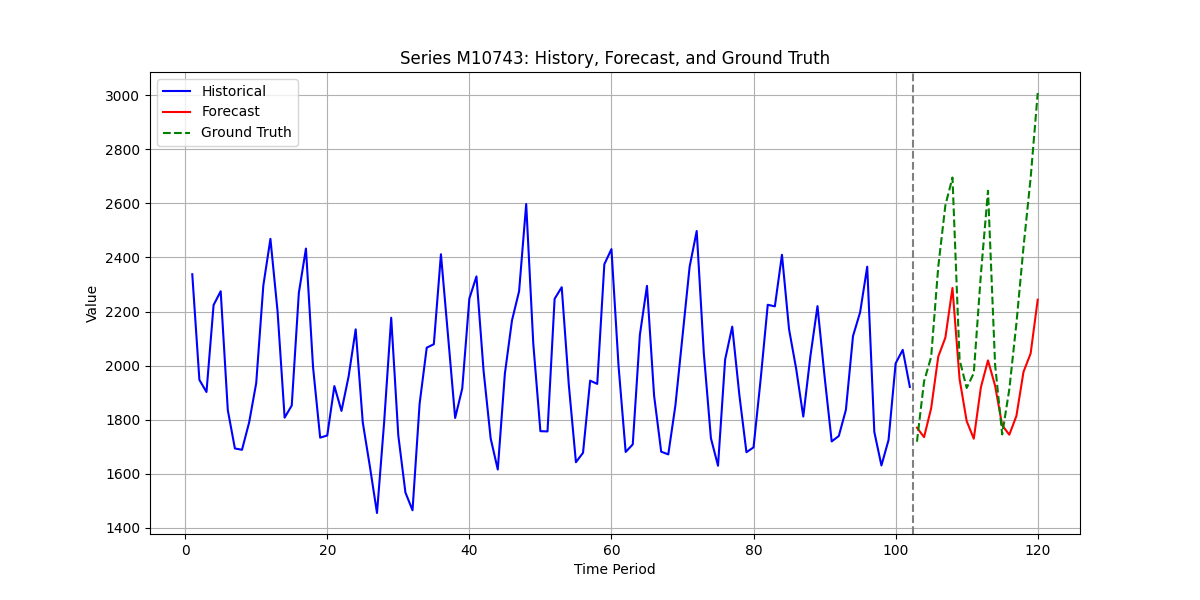 Series M10743: History, Forecast, and Ground Truth
Historical
Forecast
Ground Truth
3000
2800
2600
2400
2200
2000
1800
1600
1400
Value
0 20 40 60 80 100 120
Time Period